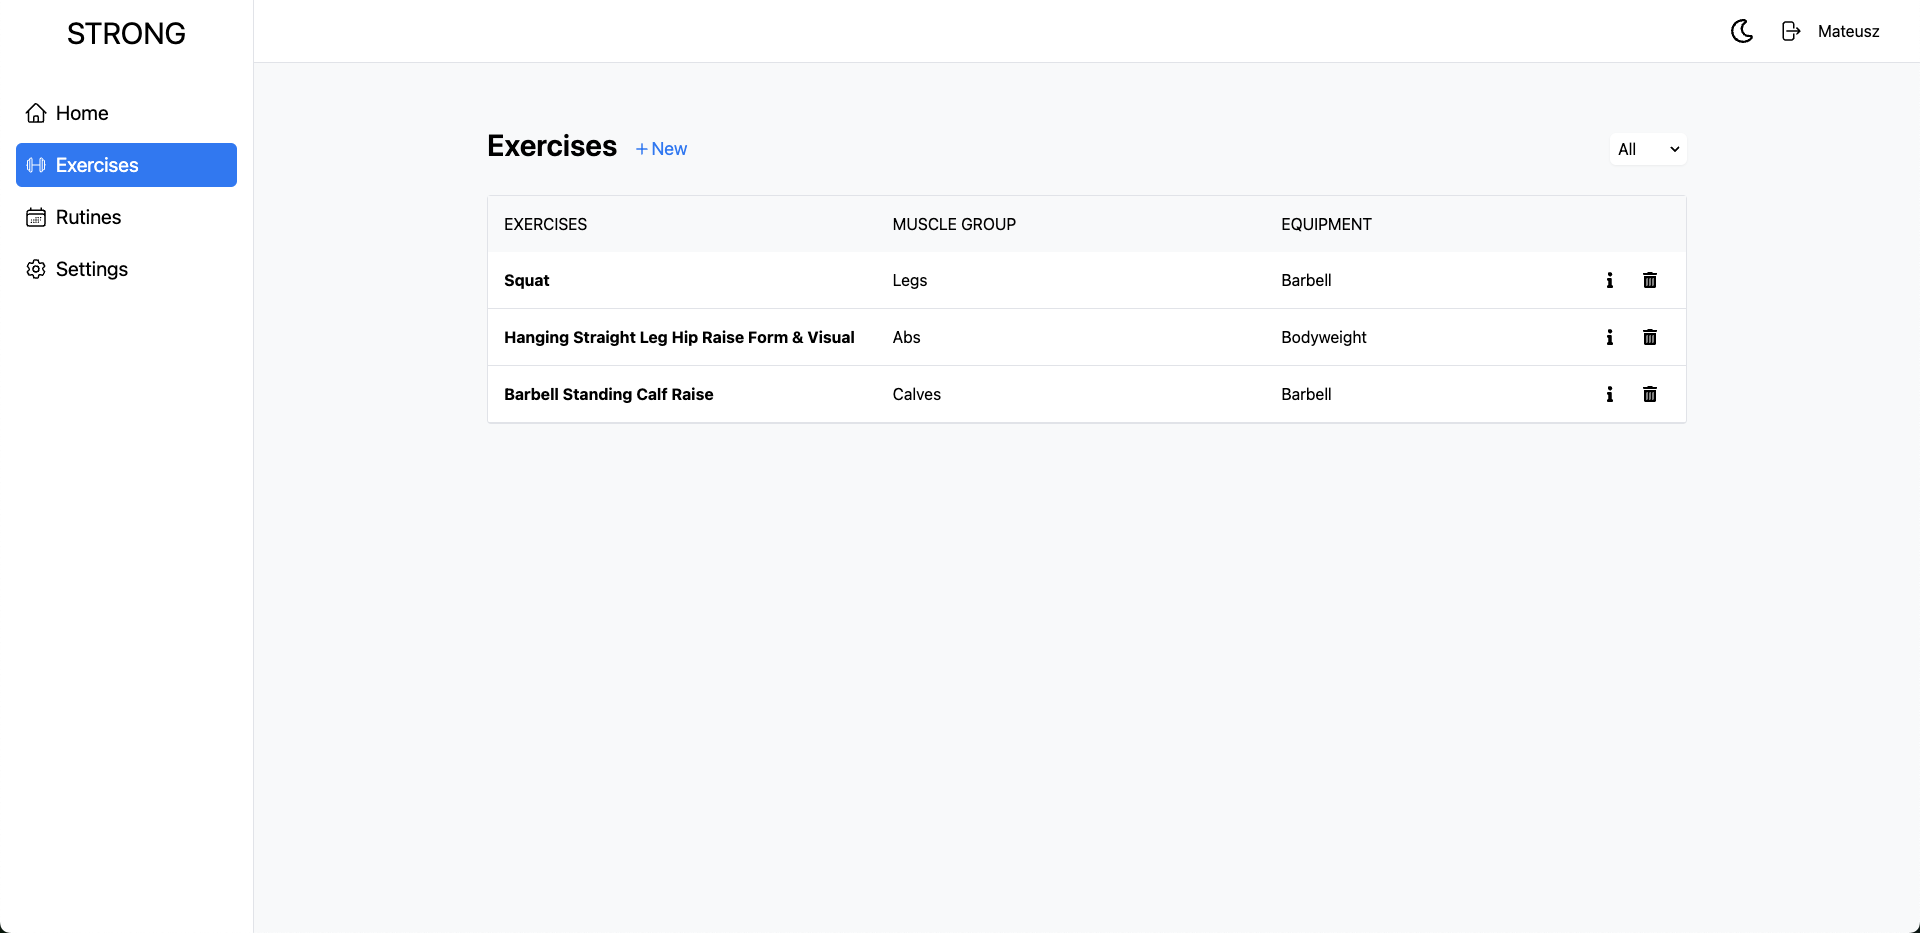 STRONG
Mateusz
Home
Exercises
Rutines
Settings
Exercises + New
All
EXERCISES MUSCLE GROUP EQUIPMENT
Squat Legs Barbell
Hanging Straight Leg Hip Raise Form & Visual Abs Bodyweight
Barbell Standing Calf Raise Calves Barbell